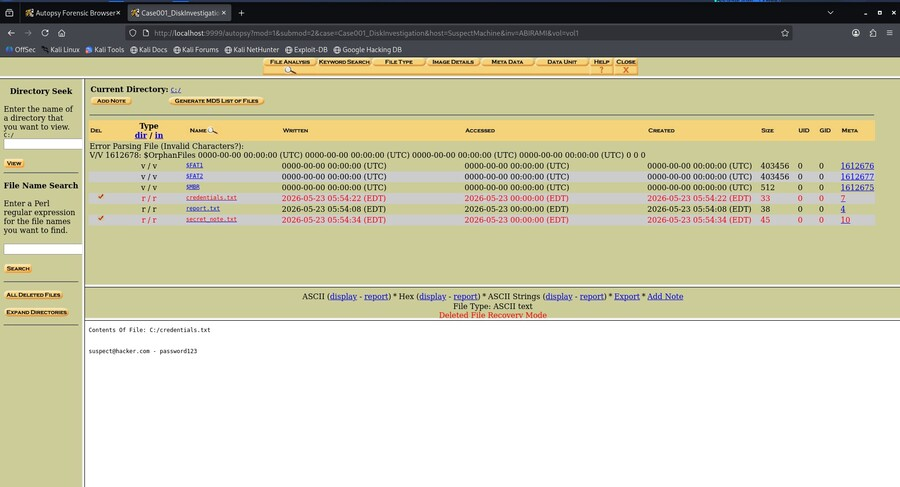 Autopsy Forensic Browser
Case001_DiskInvestigatio
http://localhost:9999/autopsy?mod=1&submod=2&case=Case001_DiskInvestigation&host=SuspectMachine&inv=ABIRAMI&vol=vol1
OffSec Kali Linux Kali Tools Kali Docs Kali Forums Kali NetHunter Exploit-DB Google Hacking DB
FILE ANALYSIS KEYWORD SEARCH FILE TYPE IMAGE DETAILS META DATA DATA UNIT HELP CLOSE
? X
Directory Seek
Enter the name of a directory that you want to view.
C:/
VIEW
File Name Search
Enter a Perl regular expression for the file names you want to find.
SEARCH
ALL DELETED FILES
EXPAND DIRECTORIES
Current Directory: C:/
ADD NOTE GENERATE MD5 LIST OF FILES
DEL Type dir / in NAME WRITTEN ACCESSED CREATED SIZE UID GID META
Error Parsing File (Invalid Characters?):
V/V 1612678: $OrphanFiles 0000-00-00 00:00:00 (UTC) 0000-00-00 00:00:00 (UTC) 0000-00-00 00:00:00 (UTC) 0000-00-00 00:00:00 (UTC) 0 0 0
v / v $FAT1 0000-00-00 00:00:00 (UTC) 0000-00-00 00:00:00 (UTC) 0000-00-00 00:00:00 (UTC) 403456 0 0 1612676
v / v $FAT2 0000-00-00 00:00:00 (UTC) 0000-00-00 00:00:00 (UTC) 0000-00-00 00:00:00 (UTC) 403456 0 0 1612677
v / v $MBR 0000-00-00 00:00:00 (UTC) 0000-00-00 00:00:00 (UTC) 0000-00-00 00:00:00 (UTC) 512 0 0 1612675
r / r credentials.txt 2026-05-23 05:54:22 (EDT) 2026-05-23 00:00:00 (EDT) 2026-05-23 05:54:22 (EDT) 33 0 0 7
r / r report.txt 2026-05-23 05:54:08 (EDT) 2026-05-23 00:00:00 (EDT) 2026-05-23 05:54:08 (EDT) 38 0 0 4
r / r secret_note.txt 2026-05-23 05:54:34 (EDT) 2026-05-23 00:00:00 (EDT) 2026-05-23 05:54:34 (EDT) 45 0 0 10
ASCII (display - report) * Hex (display - report) * ASCII Strings (display - report) * Export * Add Note
File Type: ASCII text
Deleted File Recovery Mode
Contents Of File: C:/credentials.txt
suspect@hacker.com - password123